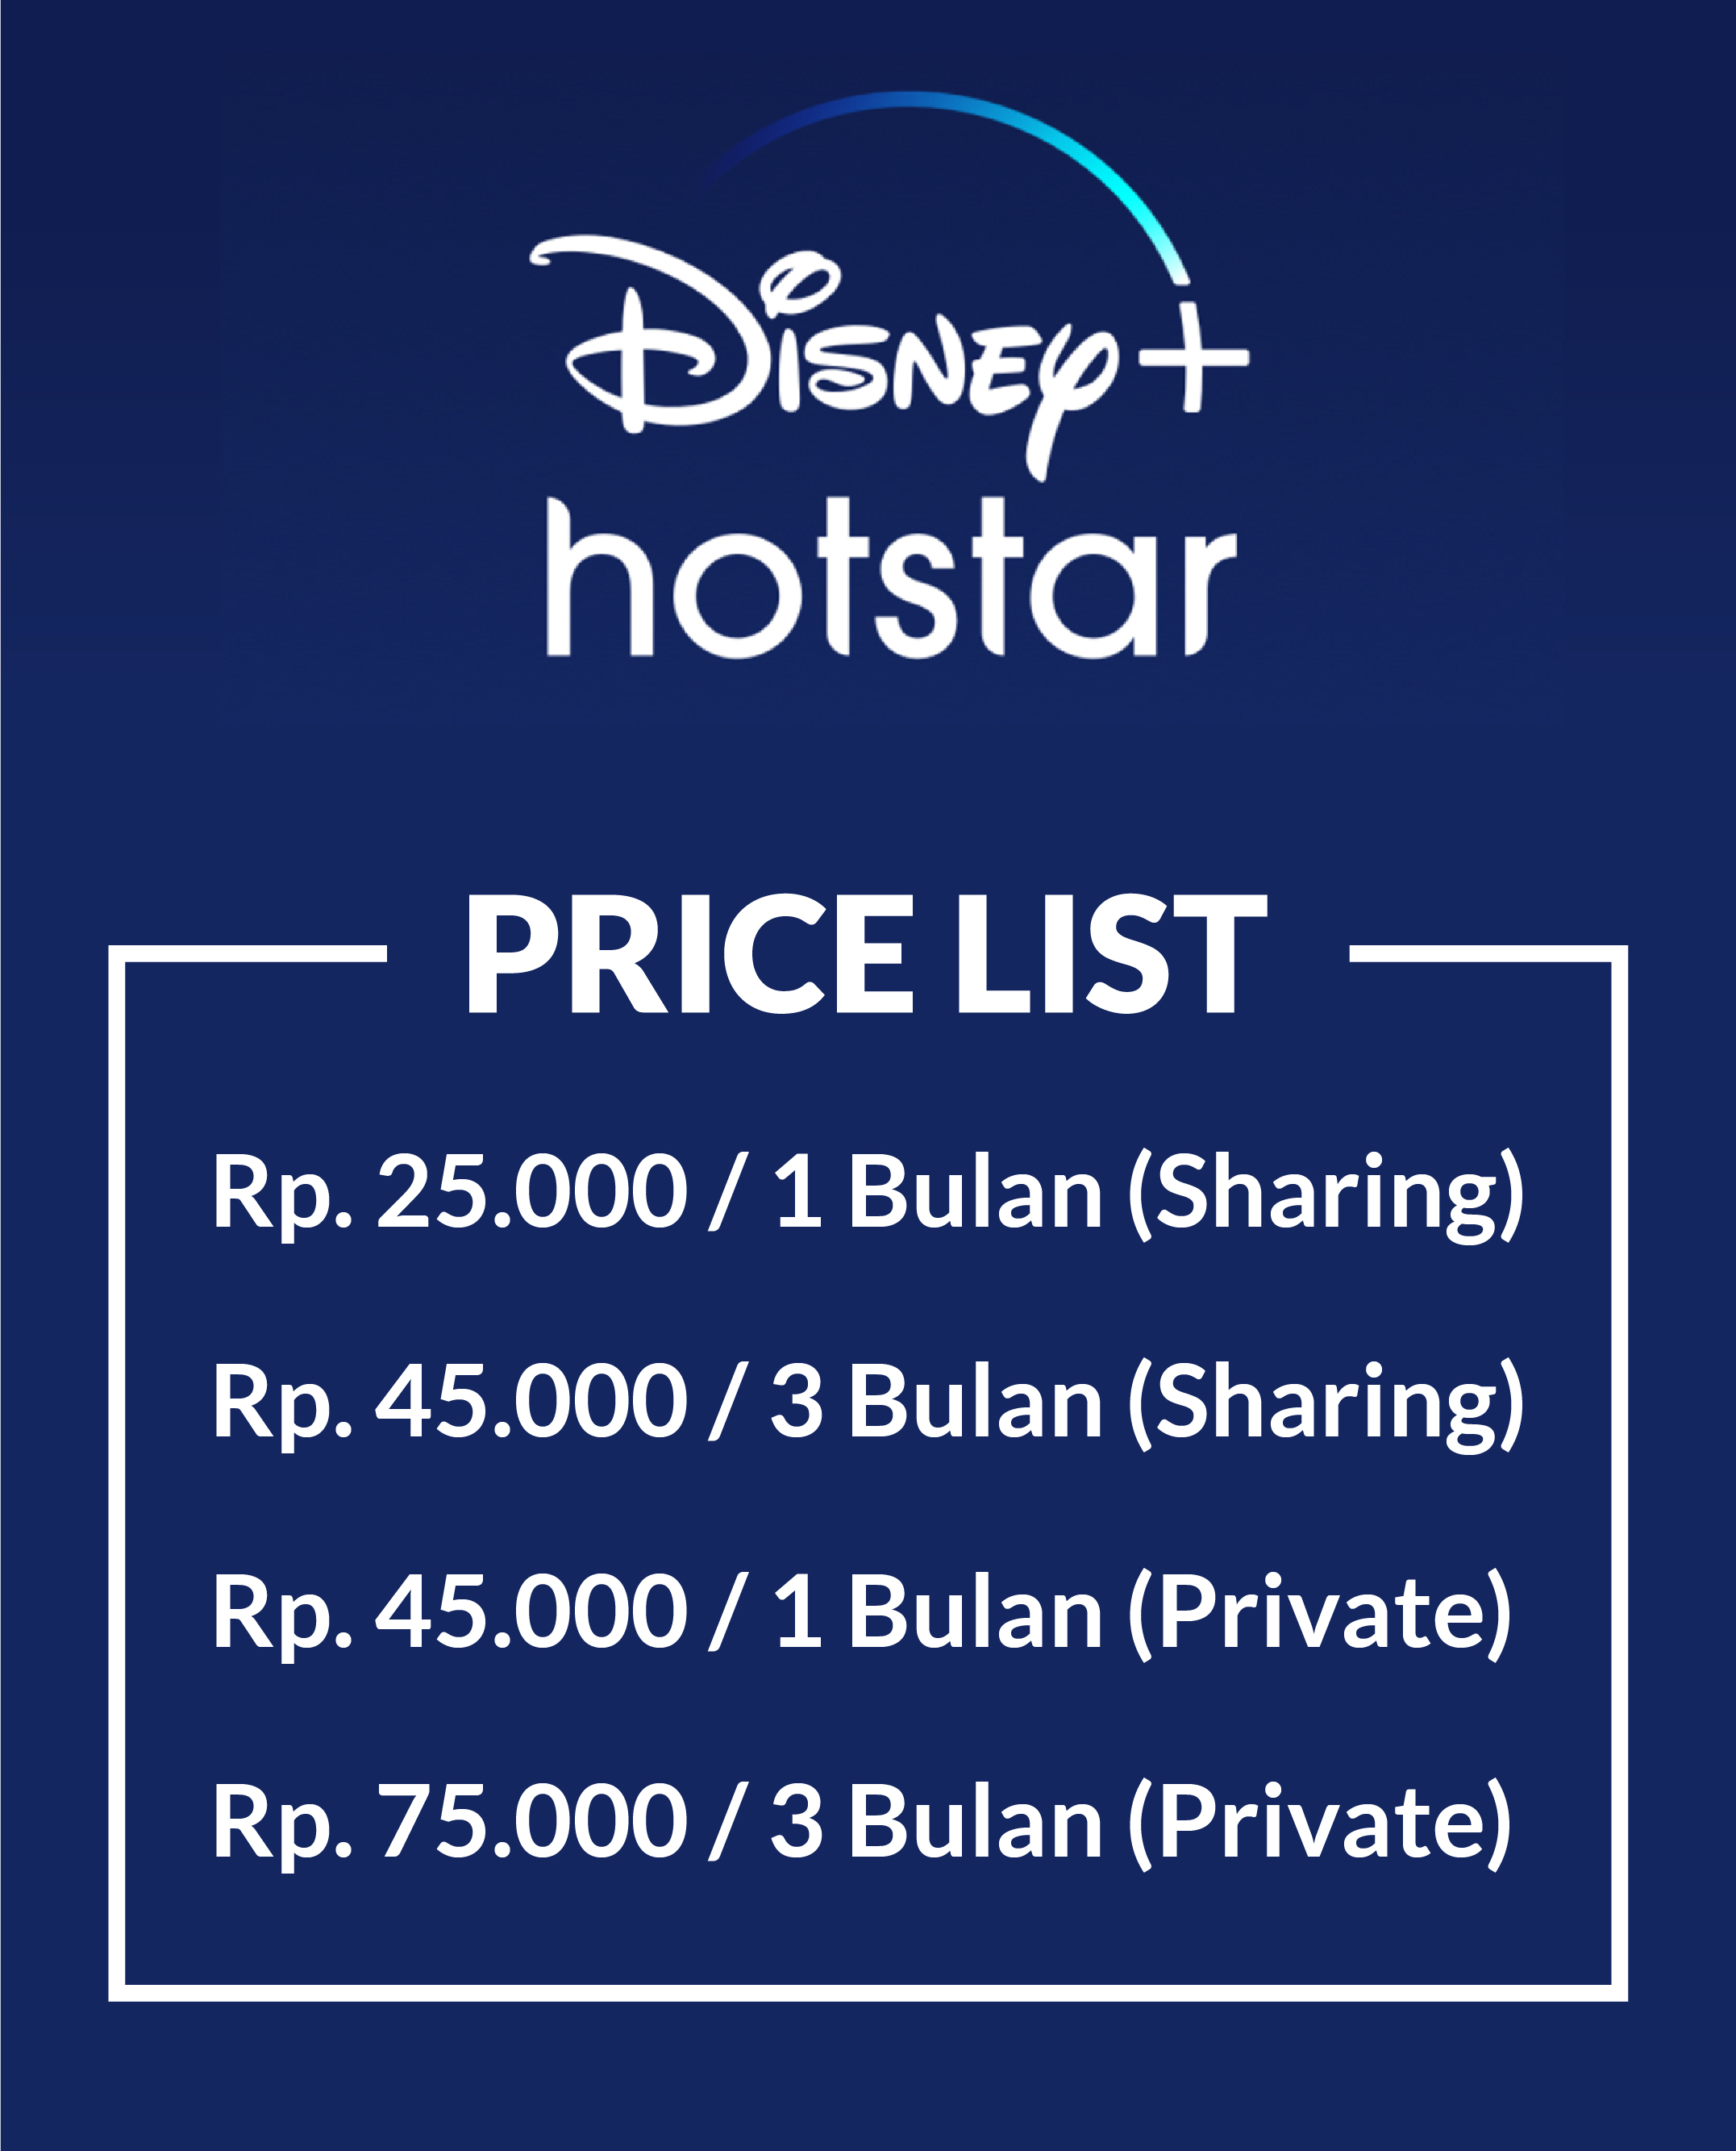 Disney+
hotstar
PRICE LIST
Rp. 25.000 / 1 Bulan (Sharing)
Rp. 45.000 / 3 Bulan (Sharing)
Rp. 45.000 / 1 Bulan (Private)
Rp. 75.000 / 3 Bulan (Private)